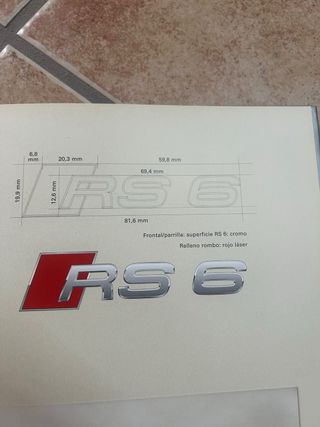 6,8 mm
20,3 mm
59,8 mm
69,4 mm
19,9 mm
12,6 mm
RS 6
81,6 mm
Frontal/parrilla: superficie RS 6: cromo
Relleno rombo: rojo láser
RS 6